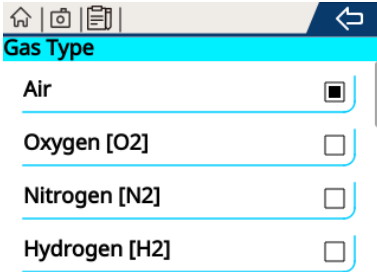 Gas Type
Air
Oxygen [O2]
Nitrogen [N2]
Hydrogen [H2]